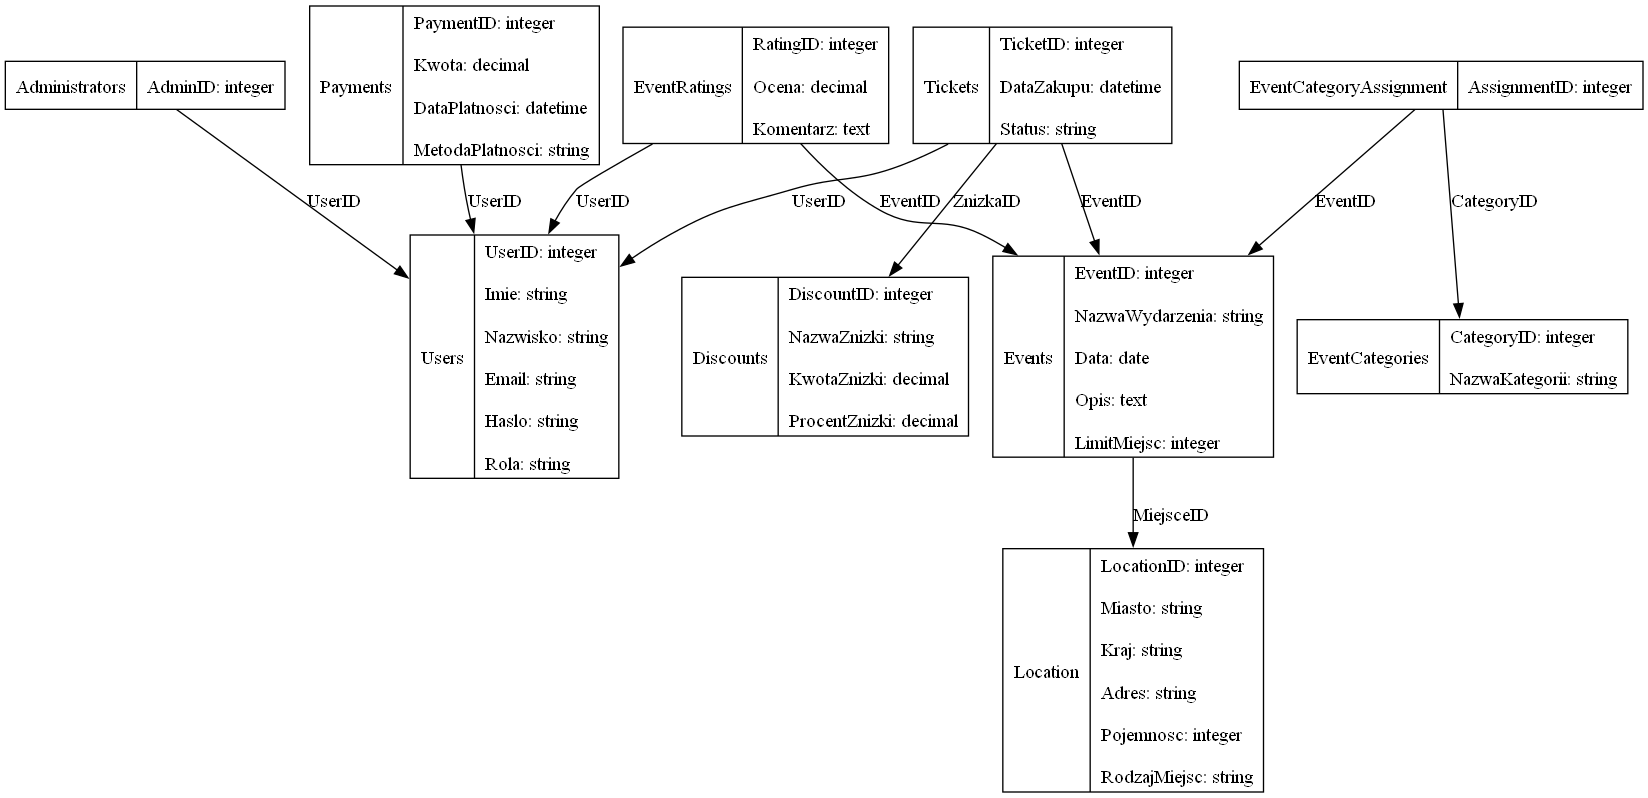 Administrators
AdminID: integer
Payments
PaymentID: integer
Kwota: decimal
DataPlatnosci: datetime
MetodaPlatnosci: string
EventRatings
RatingID: integer
Ocena: decimal
Komentarz: text
Tickets
TicketID: integer
DataZakupu: datetime
Status: string
EventCategoryAssignment
AssignmentID: integer
UserID
UserID
UserID
UserID
EventID
ZnizkaID
EventID
EventID
CategoryID
Users
UserID: integer
Imie: string
Nazwisko: string
Email: string
Haslo: string
Rola: string
Discounts
DiscountID: integer
NazwaZnizki: string
KwotaZnizki: decimal
ProcentZnizki: decimal
Events
EventID: integer
NazwaWydarzenia: string
Data: date
Opis: text
LimitMiejsc: integer
EventCategories
CategoryID: integer
NazwaKategorii: string
MiejsceID
Location
LocationID: integer
Miasto: string
Kraj: string
Adres: string
Pojemnosc: integer
RodzajMiejsc: string